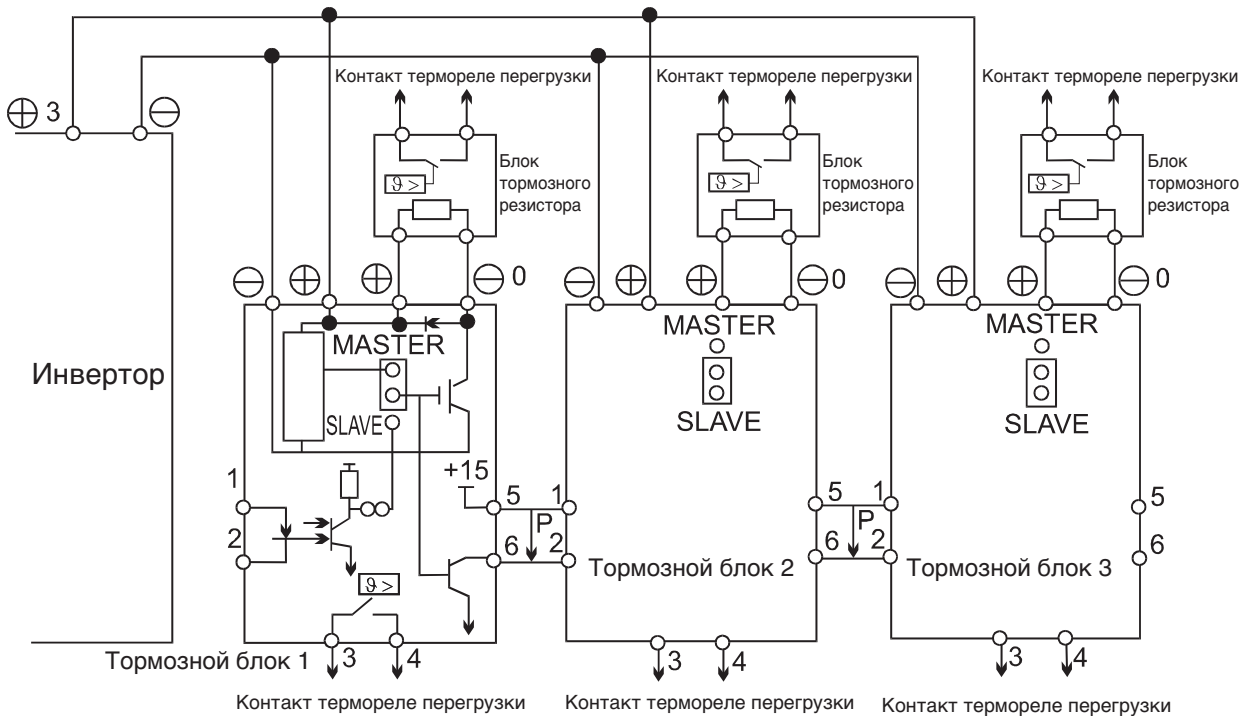 Контакт термореле перегрузки
Контакт термореле перегрузки
Контакт термореле перегрузки
⊕ 3 ⊖
Блок
тормозного
резистора
Блок
тормозного
резистора
Блок
тормозного
резистора
ϑ >
ϑ >
ϑ >
⊖ ⊕ ⊕ ⊖ 0
⊖ ⊕ ⊕ ⊖ 0
⊖ ⊕ ⊕ ⊖ 0
Инвертор
MASTER
SLAVE
+15
1
2
5
6
ϑ >
3
4
Тормозной блок 1
P
MASTER
SLAVE
1
2
5
6
Тормозной блок 2
3
4
P
MASTER
SLAVE
1
2
5
6
Тормозной блок 3
3
4
Контакт термореле перегрузки
Контакт термореле перегрузки
Контакт термореле перегрузки